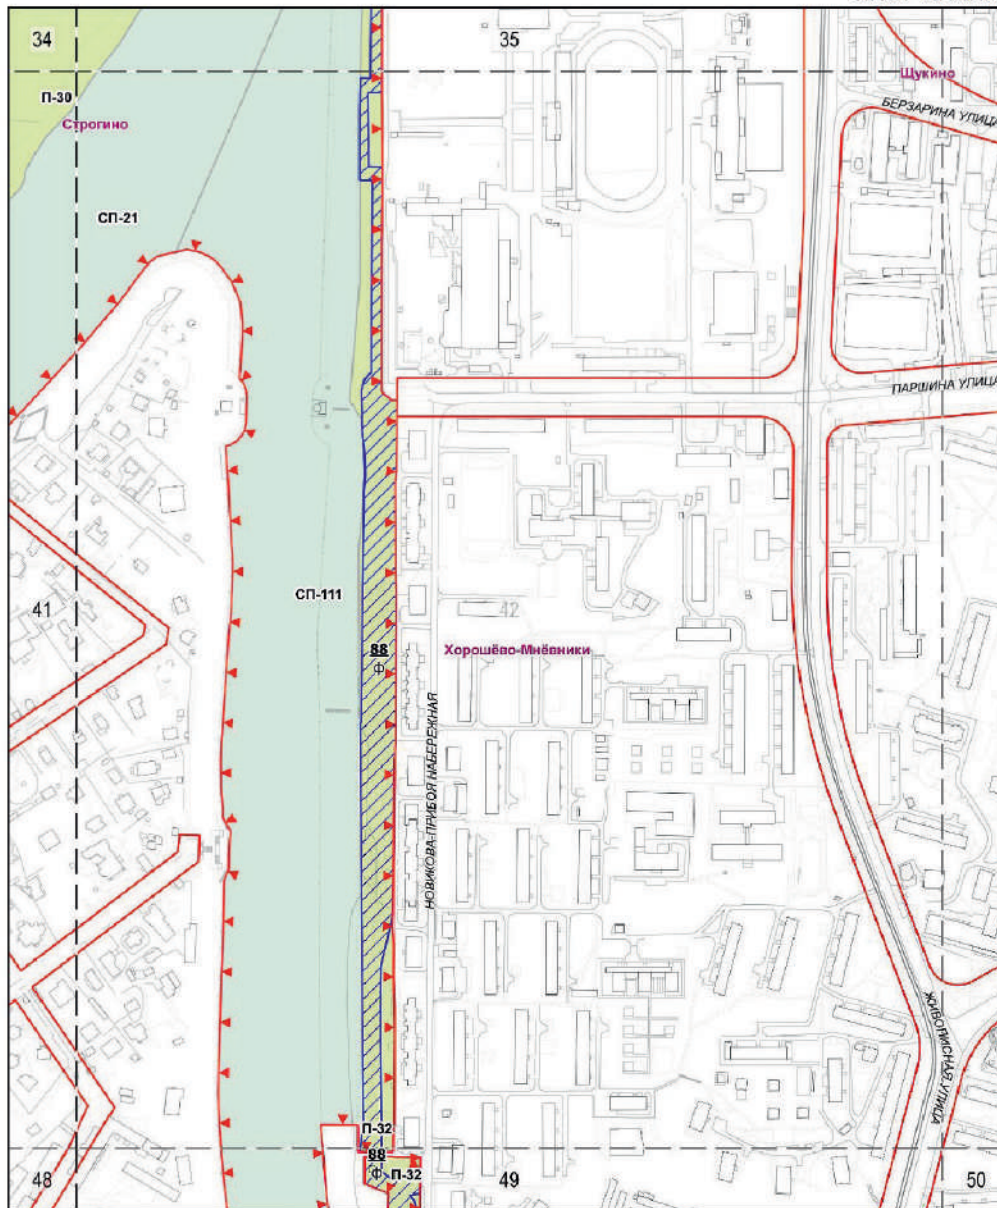 34
35
Щукино
П-30
БЕРЗАРИНА УЛИЦА
Строгино
СП-21
ПАРШИНА УЛИЦА
СП-111
41
42
88
Ф
Хорошёво-Мнёвники
НОВИКОВА-ПРИБОЯ НАБЕРЕЖНАЯ
ЖИВОПИСНАЯ УЛИЦА
П-32
88
Ф
П-32
48
49
50